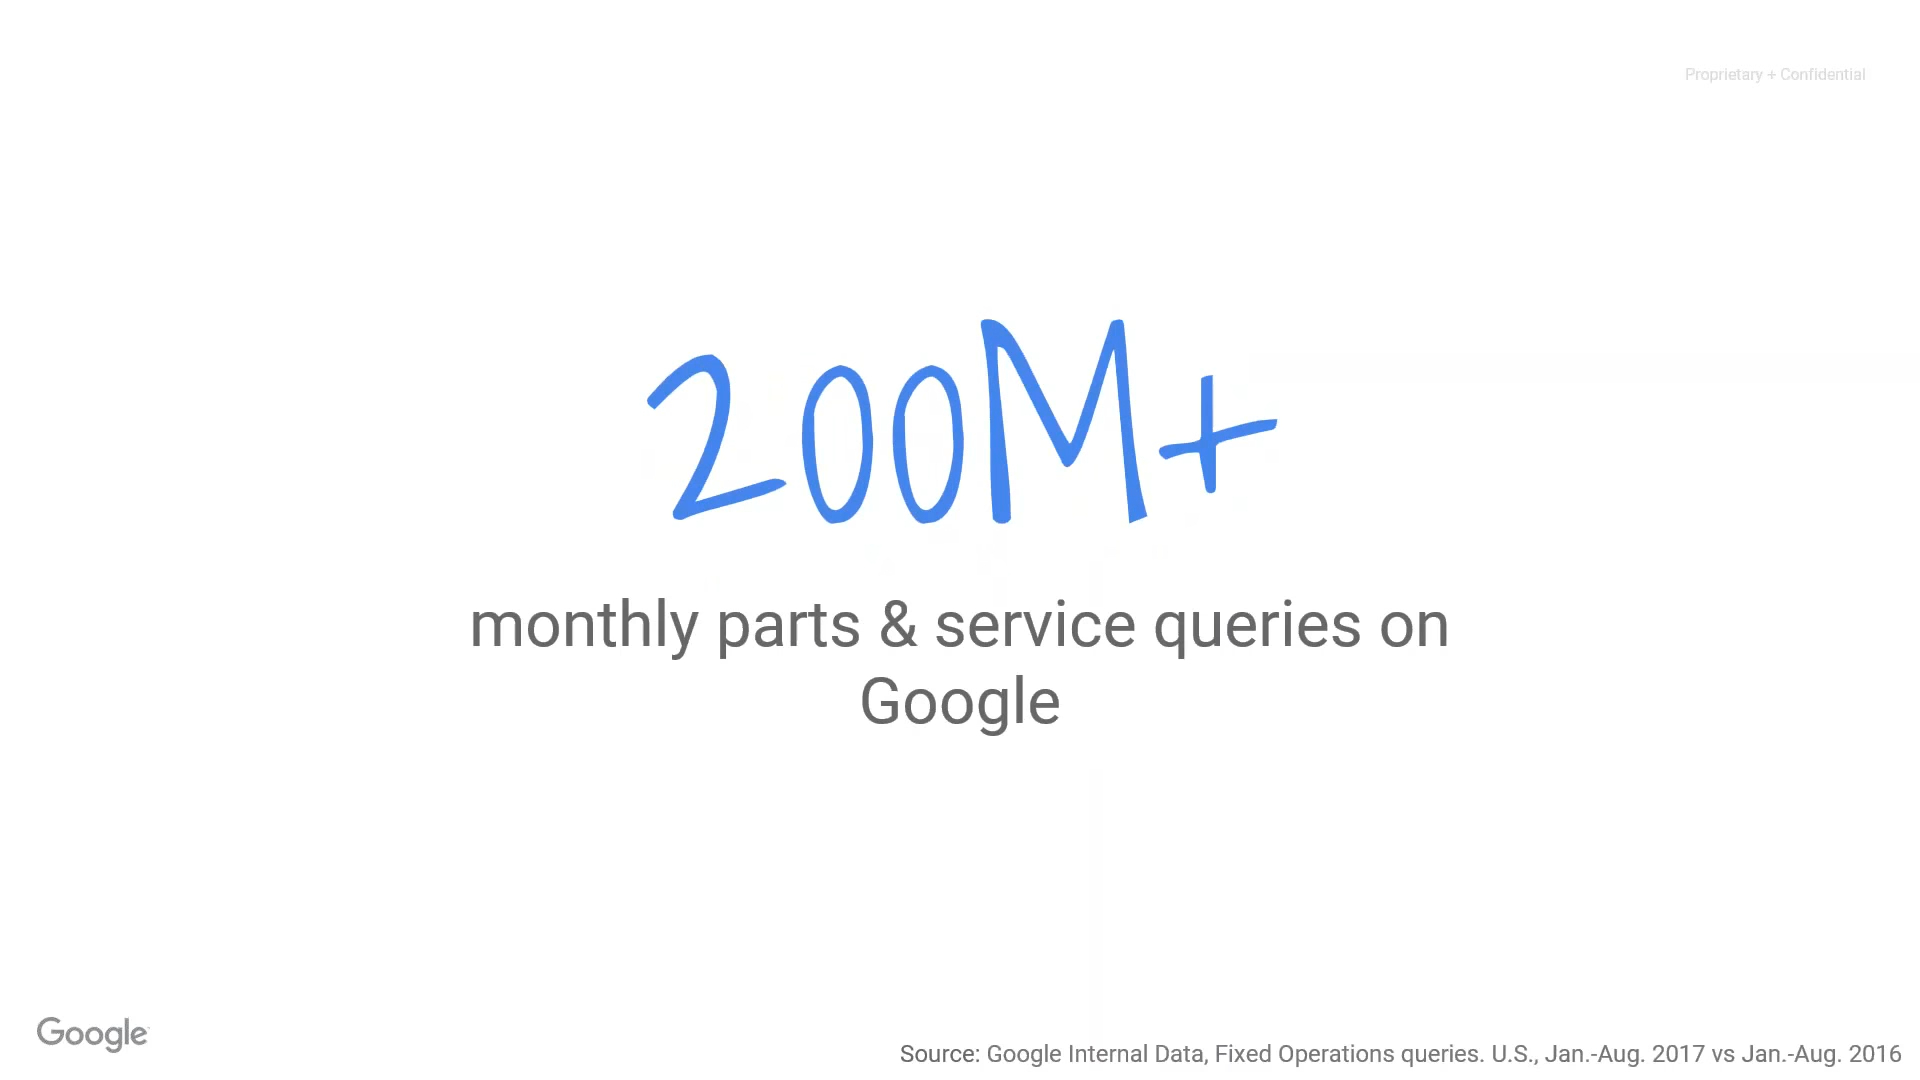 Proprietary + Confidential
200M+
monthly parts & service queries on
Google
Google
Source: Google Internal Data, Fixed Operations queries. U.S., Jan.-Aug. 2017 vs Jan.-Aug. 2016